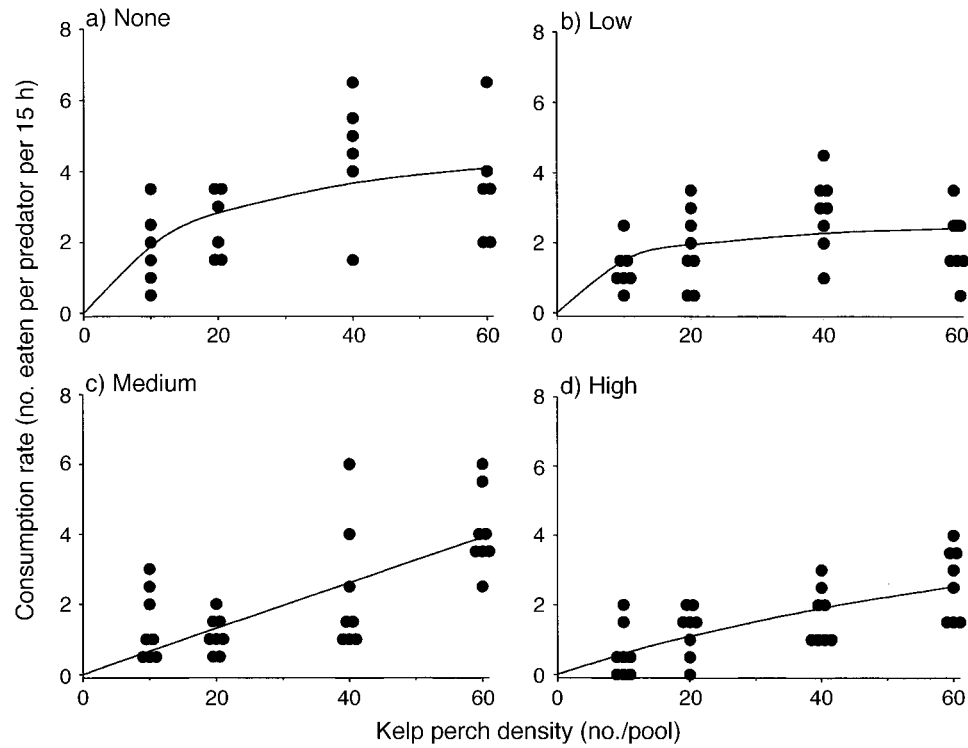 Consumption rate (no. eaten per predator per 15 h)
a) None
8
6
4
2
0
0 20 40 60
b) Low
8
6
4
2
0
0 20 40 60
c) Medium
8
6
4
2
0
0 20 40 60
d) High
8
6
4
2
0
0 20 40 60
Kelp perch density (no./pool)